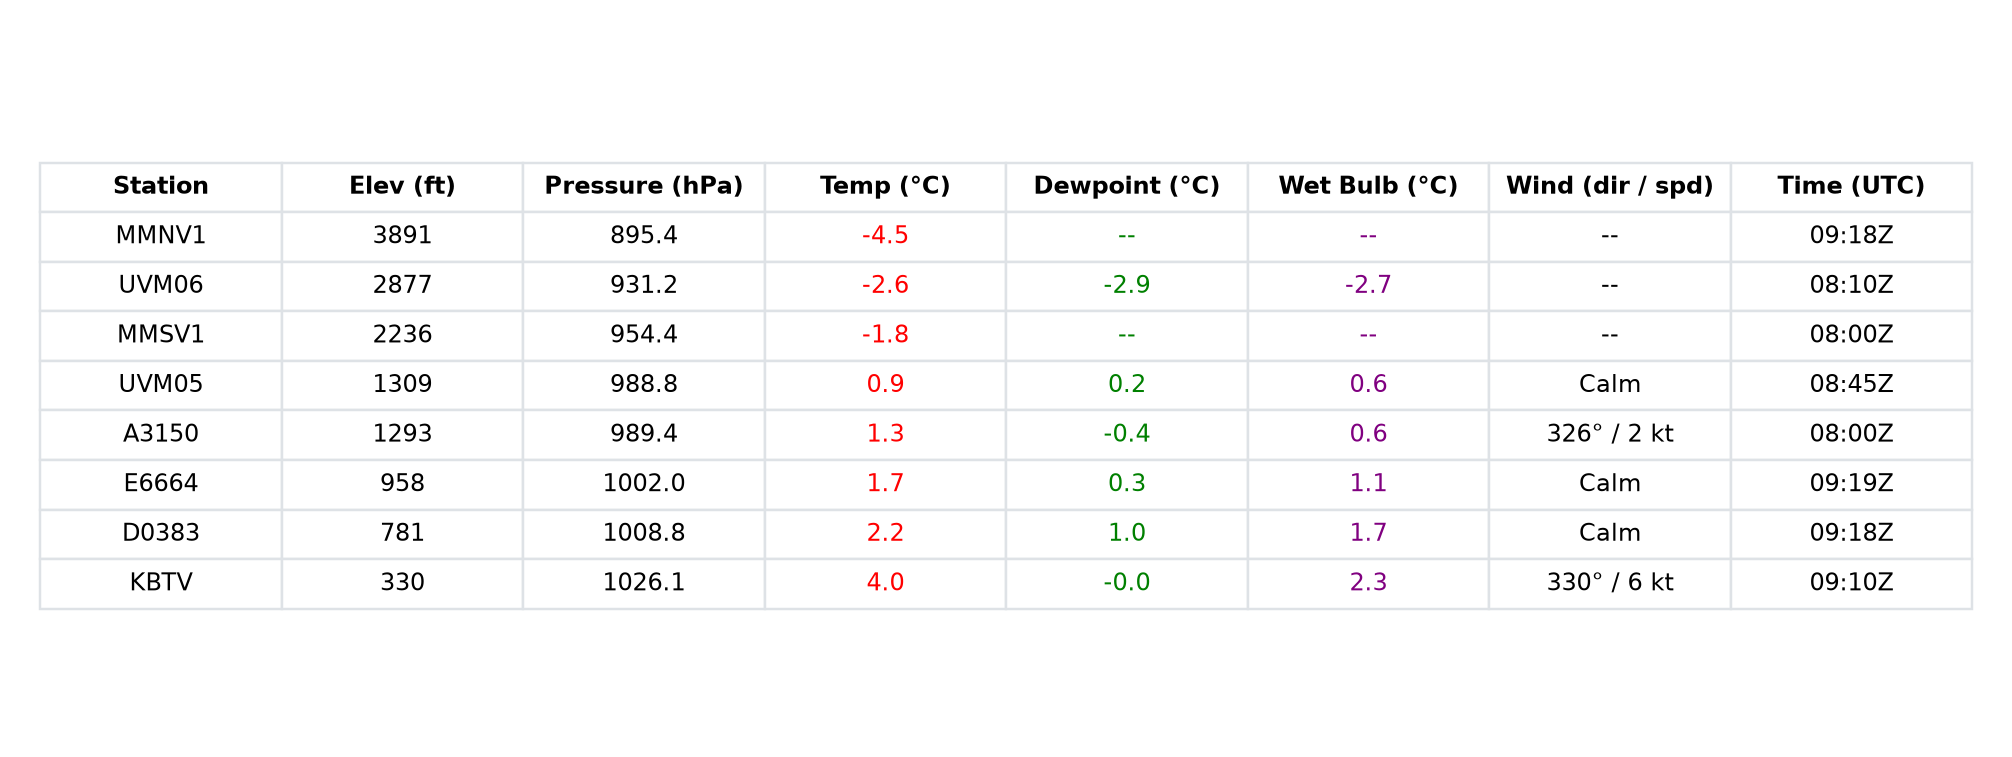 Station Elev (ft) Pressure (hPa) Temp (°C) Dewpoint (°C) Wet Bulb (°C) Wind (dir / spd) Time (UTC)
MMNV1 3891 895.4 -4.5 -- -- -- 09:18Z
UVM06 2877 931.2 -2.6 -2.9 -2.7 -- 08:10Z
MMSV1 2236 954.4 -1.8 -- -- -- 08:00Z
UVM05 1309 988.8 0.9 0.2 0.6 Calm 08:45Z
A3150 1293 989.4 1.3 -0.4 0.6 326° / 2 kt 08:00Z
E6664 958 1002.0 1.7 0.3 1.1 Calm 09:19Z
D0383 781 1008.8 2.2 1.0 1.7 Calm 09:18Z
KBTV 330 1026.1 4.0 -0.0 2.3 330° / 6 kt 09:10Z